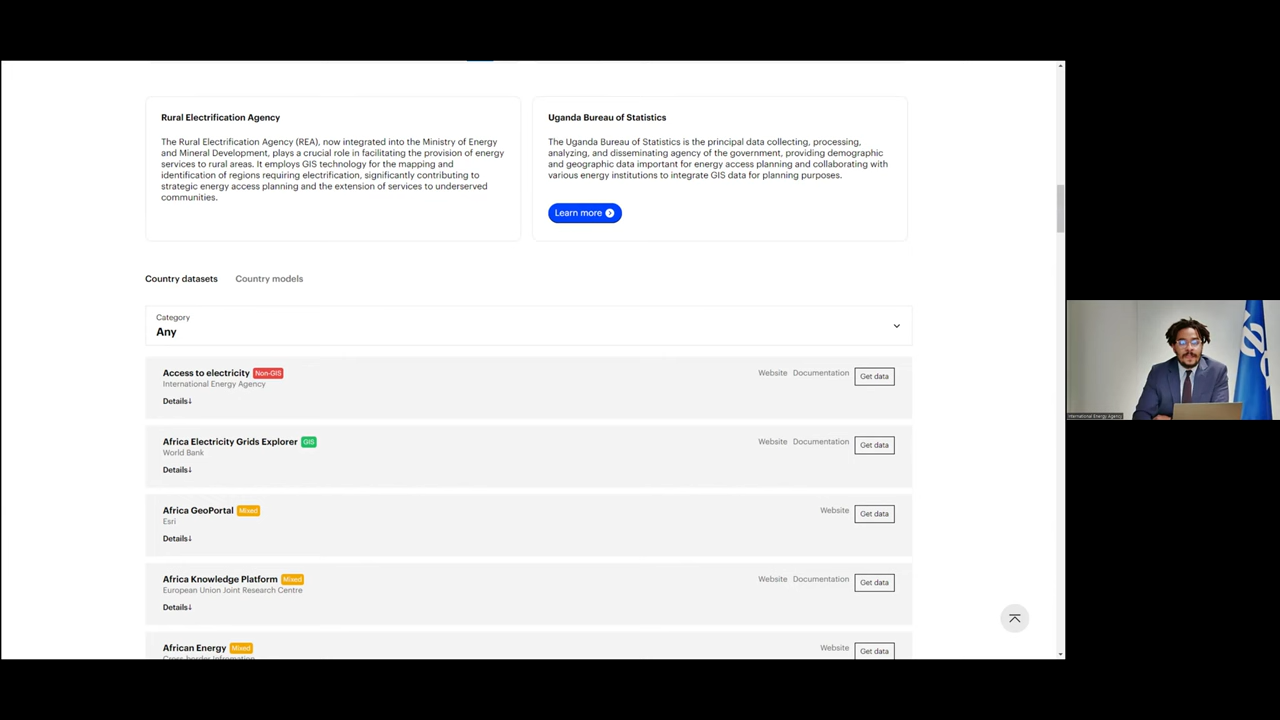 Rural Electrification Agency
The Rural Electrification Agency (REA), now integrated into the Ministry of Energy
and Mineral Development, plays a crucial role in facilitating the provision of energy
services to rural areas. It employs GIS technology for the mapping and
identification of regions requiring electrification, significantly contributing to
strategic energy access planning and the extension of services to underserved
communities.
Uganda Bureau of Statistics
The Uganda Bureau of Statistics is the principal data collecting, processing,
analyzing, and disseminating agency of the government, providing demographic
and geographic data important for energy access planning and collaborating with
various energy institutions to integrate GIS data for planning purposes.
Learn more
Country datasets Country models
Category
Any
Access to electricity Non-GIS Website Documentation Get data
International Energy Agency
Details↓
Africa Electricity Grids Explorer GIS Website Documentation Get data
World Bank
Details↓
Africa GeoPortal Mixed Website Get data
Esri
Details↓
Africa Knowledge Platform Mixed Website Documentation Get data
European Union Joint Research Centre
Details↓
African Energy Mixed Website Get data
International Energy Agency